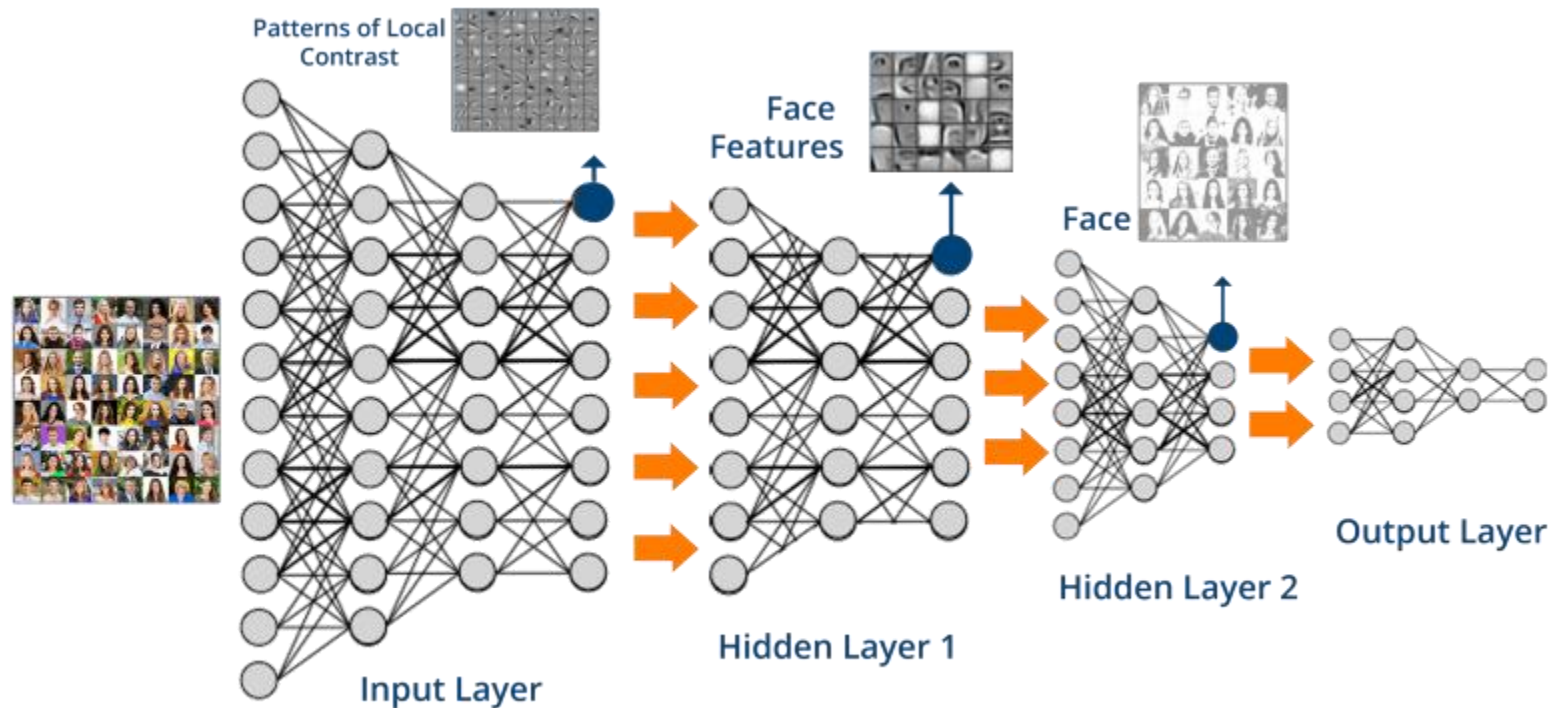 Patterns of Local
Contrast
Face
Features
Face
Output Layer
Hidden Layer 2
Hidden Layer 1
Input Layer